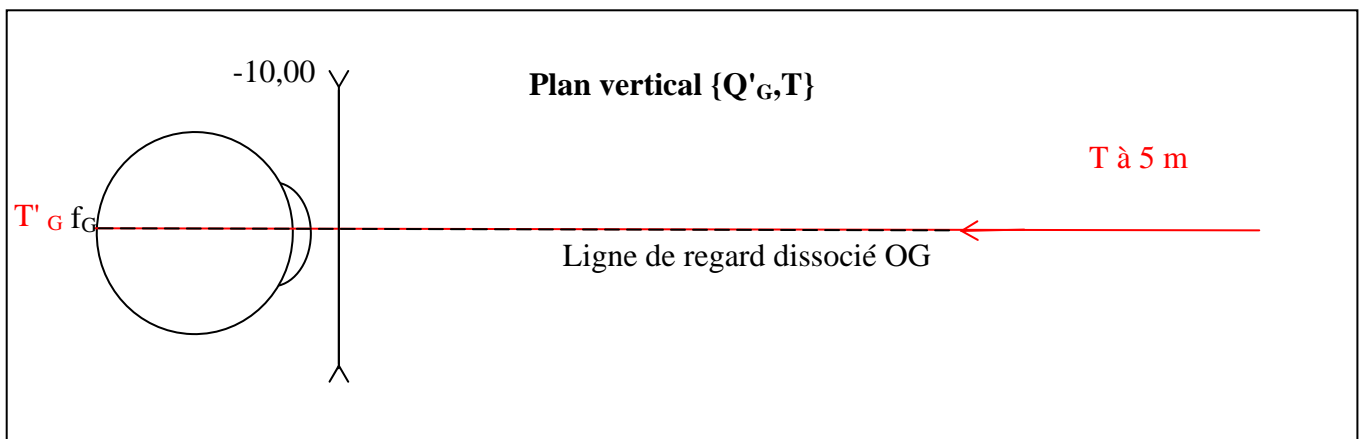 -10,00
Plan vertical {Q'G,T}
T à 5 m
T' G fG
Ligne de regard dissocié OG